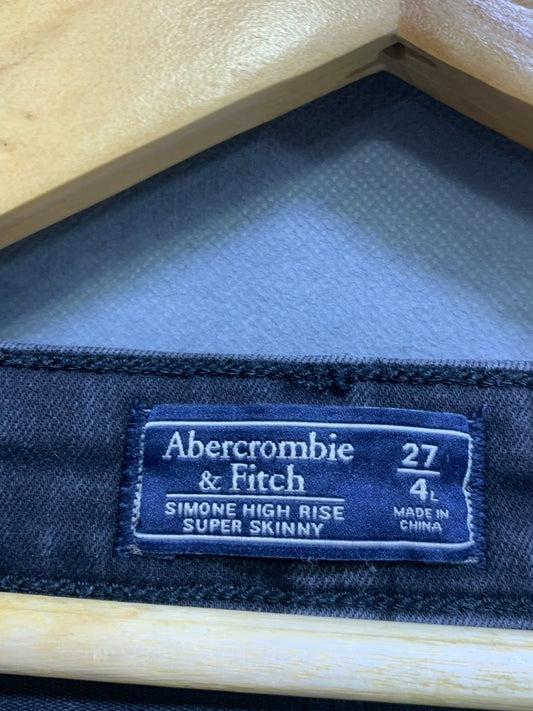 Abercrombie
& Fitch
SIMONE HIGH RISE
SUPER SKINNY
27
4L
MADE IN
CHINA